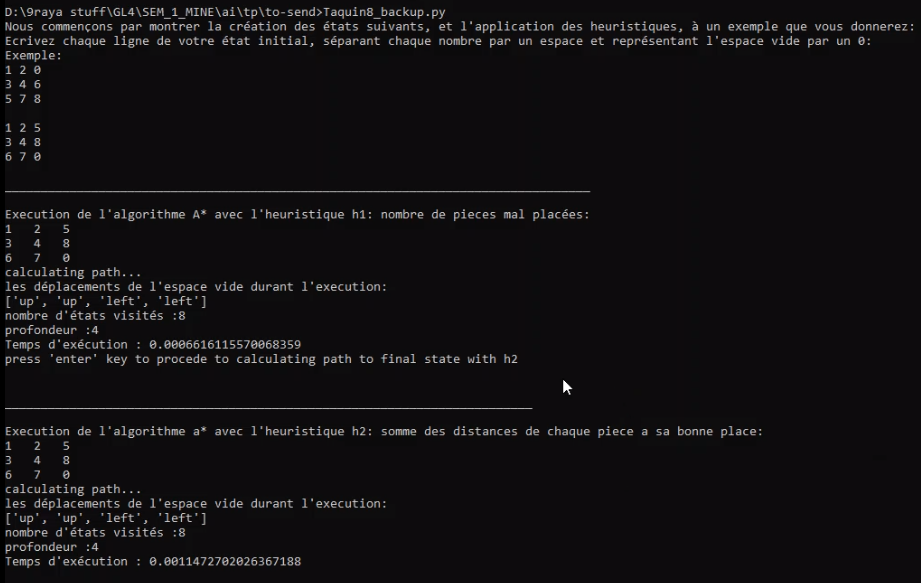 D:\9raya stuff\GL4\SEM_1_MINE\ai\tp\to-send>Taquin8_backup.py
Nous commençons par montrer la création des états suivants, et l'application des heuristiques, à un exemple que vous donnerez:
Ecrivez chaque ligne de votre état initial, séparant chaque nombre par un espace et représentant l'espace vide par un 0:
Exemple:
1 2 0
3 4 6
5 7 8
1 2 5
3 4 8
6 7 0
Execution de l'algorithme A* avec l'heuristique h1: nombre de pieces mal placées:
1 2 5
3 4 8
6 7 0
calculating path...
les déplacements de l'espace vide durant l'execution:
['up', 'up', 'left', 'left']
nombre d'états visités :8
profondeur :4
Temps d'exécution : 0.0006616115570068359
press 'enter' key to procede to calculating path to final state with h2
Execution de l'algorithme a* avec l'heuristique h2: somme des distances de chaque piece a sa bonne place:
1 2 5
3 4 8
6 7 0
calculating path...
les déplacements de l'espace vide durant l'execution:
['up', 'up', 'left', 'left']
nombre d'états visités :8
profondeur :4
Temps d'exécution : 0.0011472702026367188